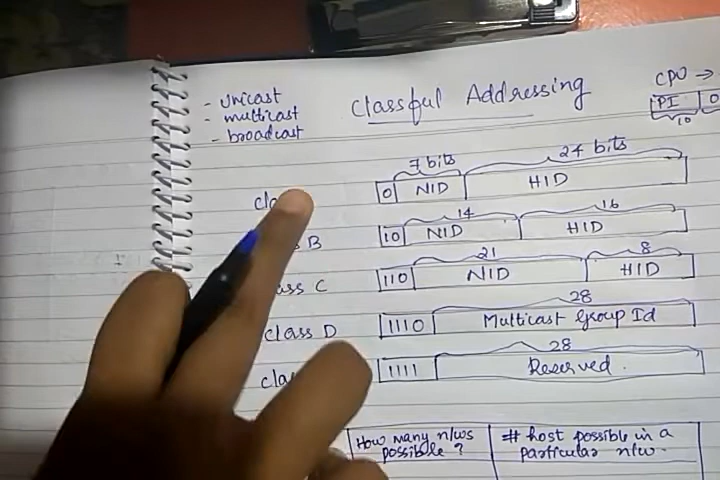 - Unicast
- multicast
- broadcast
Classful Addressing
CPU →
PI
10
7 bits
24 bits
0 NID HID
14
16
B 10 NID HID
21
8
class C 110 NID HID
28
class D 1110 Multicast Group Id
28
1111 Reserved.
How many n/ws possible ?
# host possible in a particular n/w.